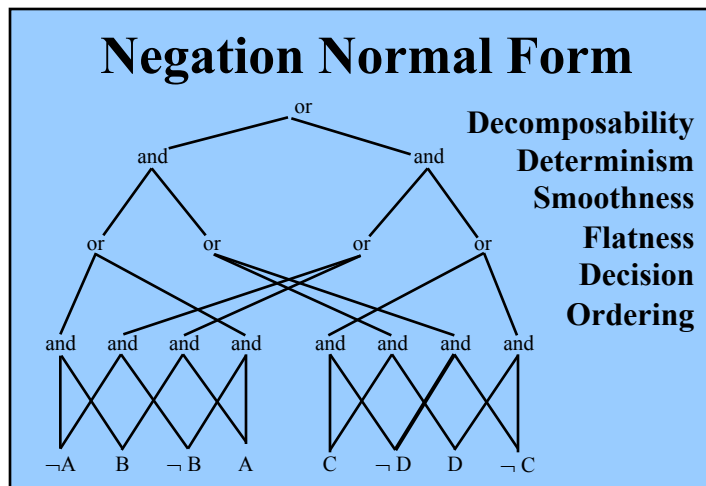 Negation Normal Form
or
Decomposability
and and
Determinism
Smoothness
or or or or
Flatness
Decision
Ordering
and and and and and and and and
¬A B ¬ B A C ¬ D D ¬ C